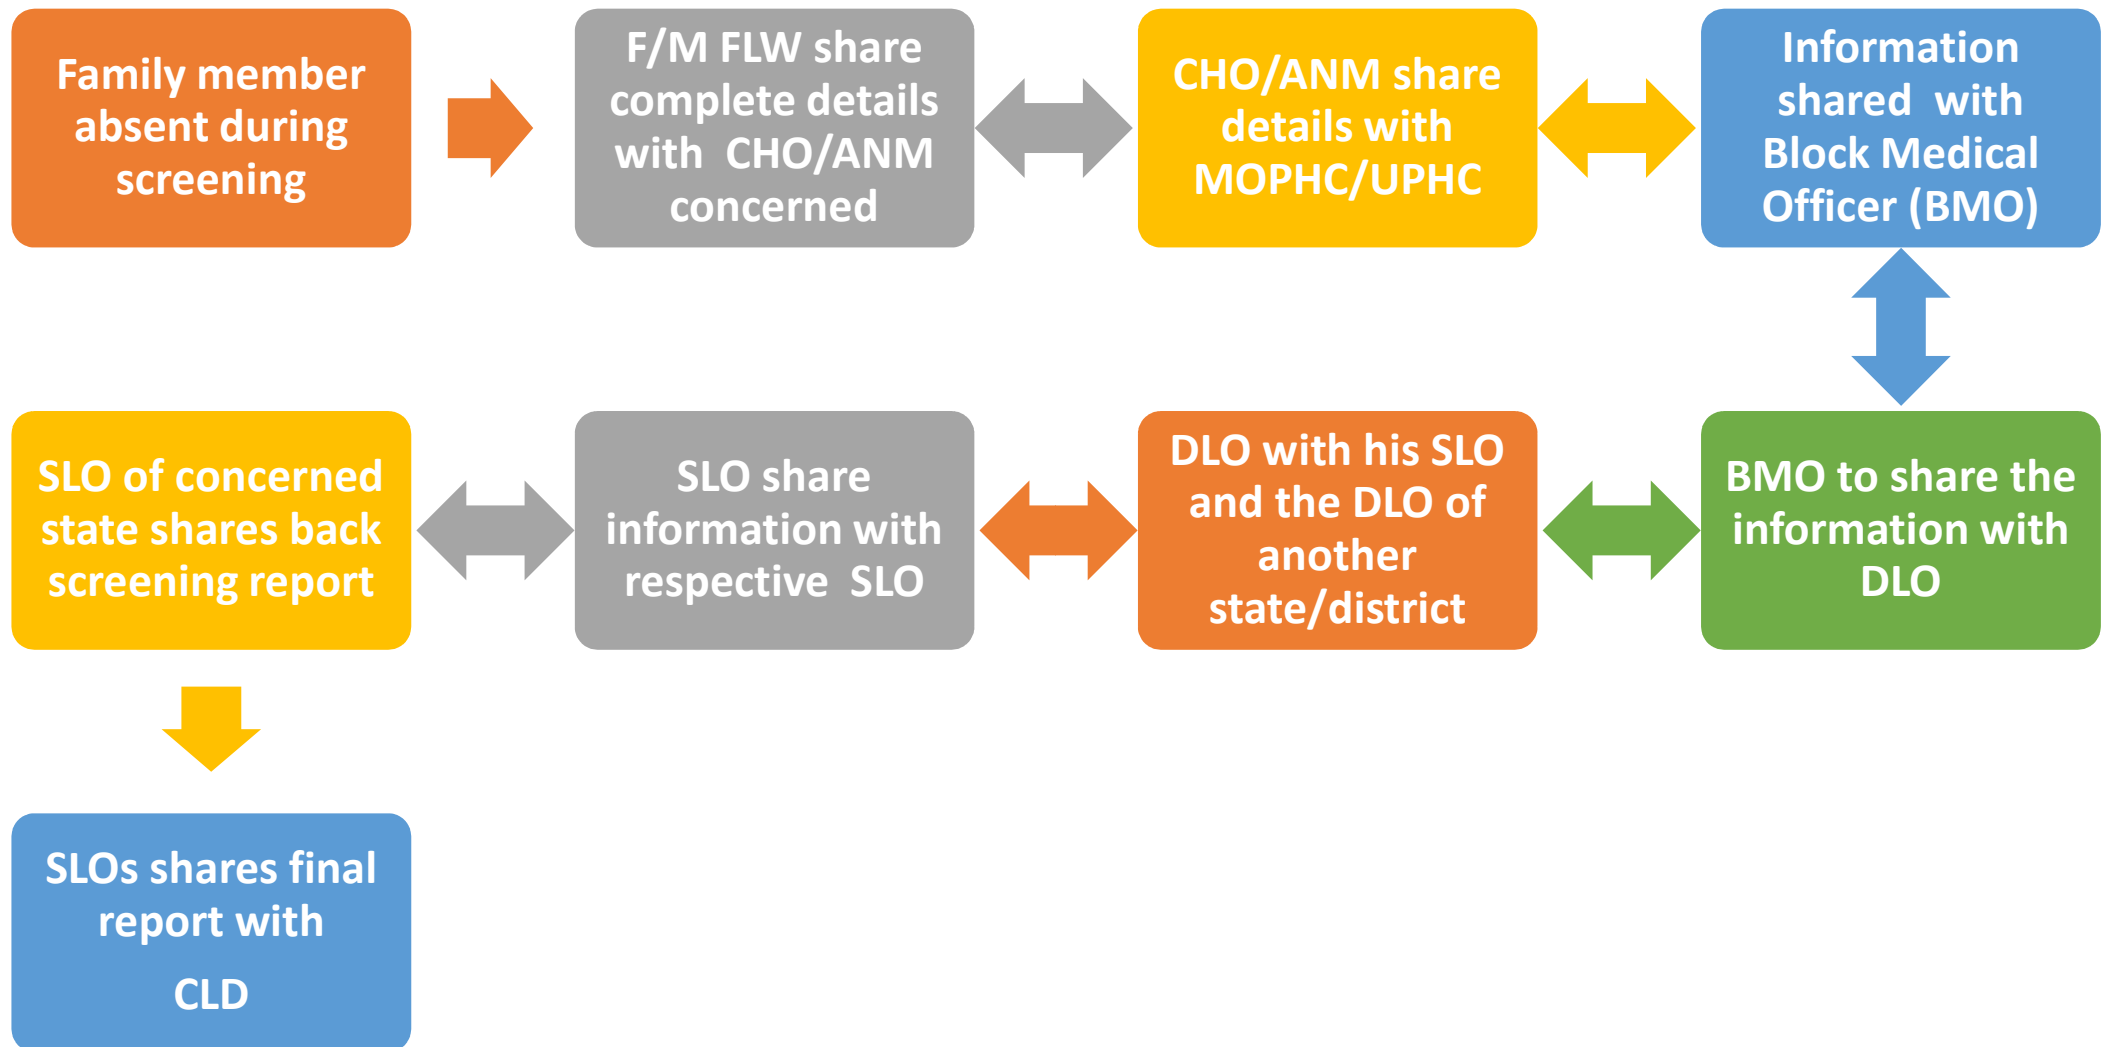 Family member
absent during
screening
F/M FLW share
complete details
with CHO/ANM
concerned
CHO/ANM share
details with
MOPHC/UPHC
Information
shared with
Block Medical
Officer (BMO)
BMO to share the
information with
DLO
DLO with his SLO
and the DLO of
another
state/district
SLO share
information with
respective SLO
SLO of concerned
state shares back
screening report
SLOs shares final
report with
CLD